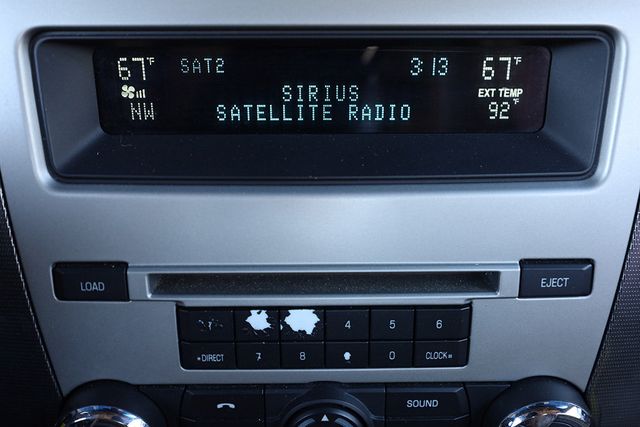 67°F SAT2 3:13 67°F
SIRIUS EXT TEMP
NW SATELLITE RADIO 92°F
LOAD EJECT
4 5 6
*DIRECT 7 8 0 CLOCK #
SOUND